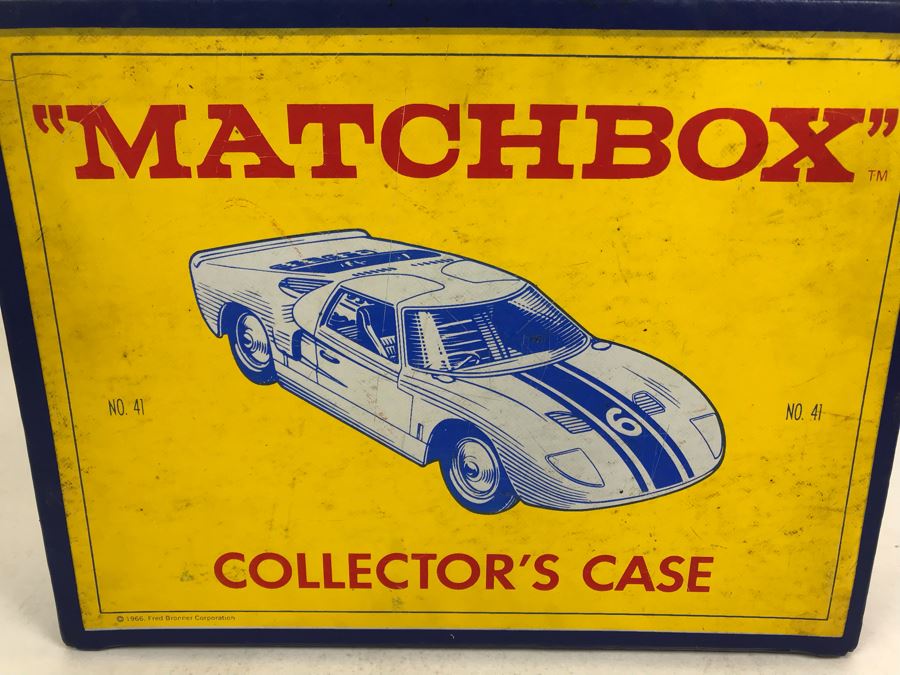 "MATCHBOX" TM
NO. 41
6
NO. 41
COLLECTOR'S CASE
© 1966, Fred Bronner Corporation